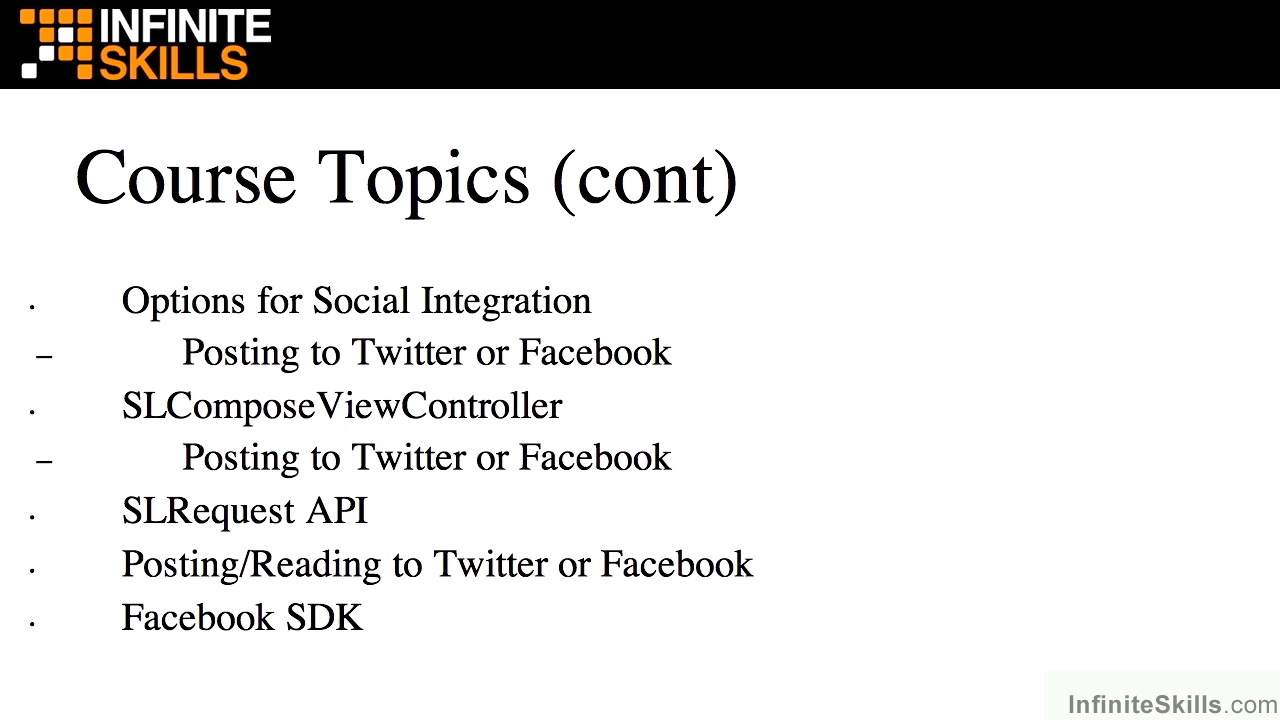 INFINITE
SKILLS
Course Topics (cont)
· Options for Social Integration
– Posting to Twitter or Facebook
· SLComposeViewController
– Posting to Twitter or Facebook
· SLRequest API
· Posting/Reading to Twitter or Facebook
· Facebook SDK
InfiniteSkills.com